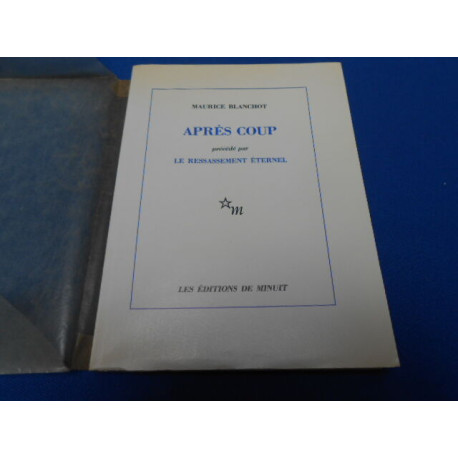 MAURICE BLANCHOT
APRÈS COUP
précédé par
LE RESSASSEMENT ÉTERNEL
m
LES ÉDITIONS DE MINUIT